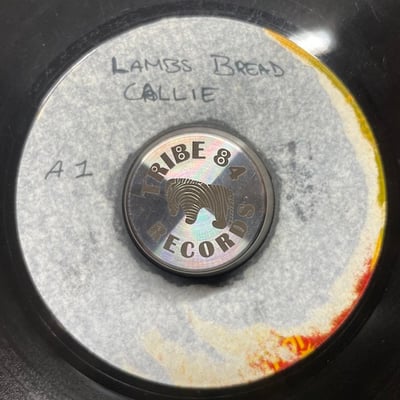 LAMBS BREAD
CALLIE
A1
TRIBE 84
RECORDS